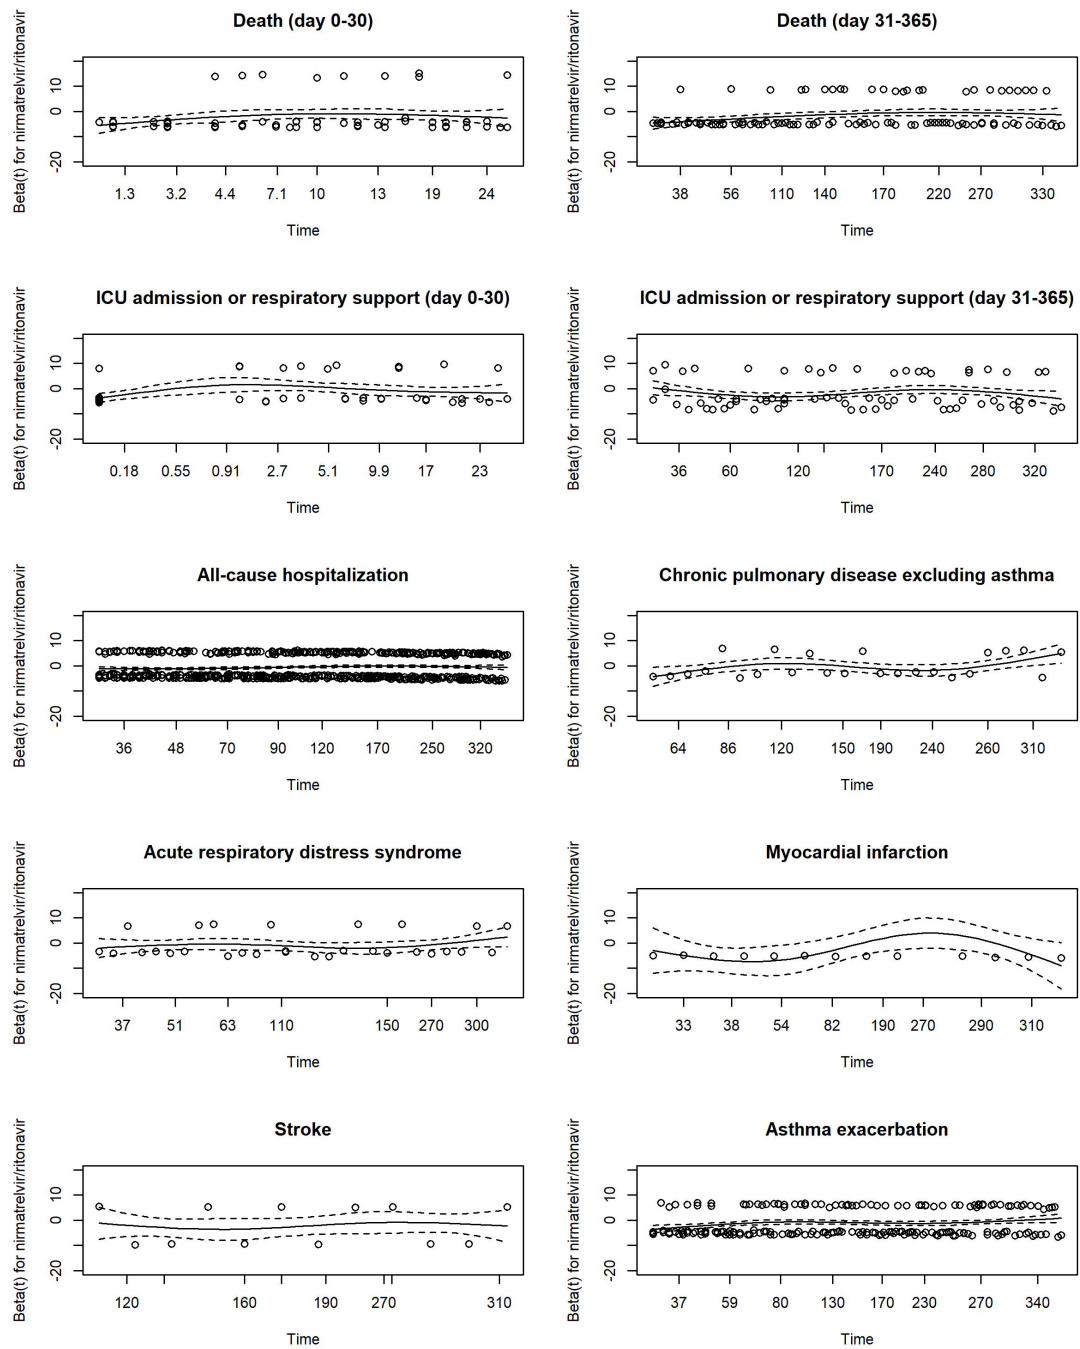 Death (day 0-30)
Beta(t) for nirmatrelvir/ritonavir
10
0
-20
1.3 3.2 4.4 7.1 10 13 19 24
Time
Death (day 31-365)
Beta(t) for nirmatrelvir/ritonavir
10
0
-20
38 56 110 140 170 220 270 330
Time
ICU admission or respiratory support (day 0-30)
Beta(t) for nirmatrelvir/ritonavir
10
0
-20
0.18 0.55 0.91 2.7 5.1 9.9 17 23
Time
ICU admission or respiratory support (day 31-365)
Beta(t) for nirmatrelvir/ritonavir
10
0
-20
36 60 120 170 240 280 320
Time
All-cause hospitalization
Beta(t) for nirmatrelvir/ritonavir
10
0
-20
36 48 70 90 120 170 250 320
Time
Chronic pulmonary disease excluding asthma
Beta(t) for nirmatrelvir/ritonavir
10
0
-20
64 86 120 150 190 240 260 310
Time
Acute respiratory distress syndrome
Beta(t) for nirmatrelvir/ritonavir
10
0
-20
37 51 63 110 150 270 300
Time
Myocardial infarction
Beta(t) for nirmatrelvir/ritonavir
10
0
-20
33 38 54 82 190 270 290 310
Time
Stroke
Beta(t) for nirmatrelvir/ritonavir
10
0
-20
120 160 190 270 310
Time
Asthma exacerbation
Beta(t) for nirmatrelvir/ritonavir
10
0
-20
37 59 80 130 170 230 270 340
Time